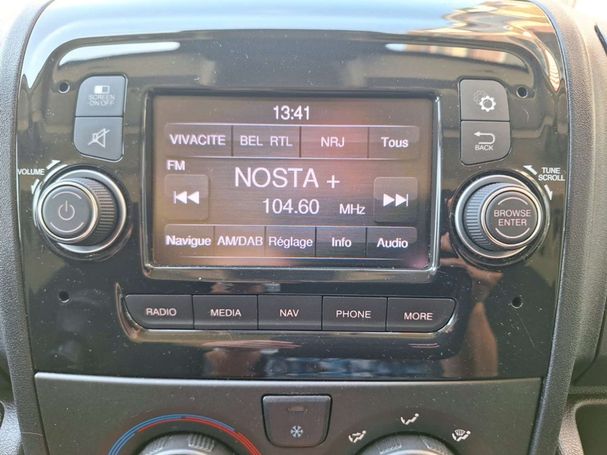 SCREEN
ON OFF
13:41
VIVACITE BEL RTL NRJ Tous
BACK
VOLUME
FM
TUNE
SCROLL
NOSTA +
104.60 MHz
BROWSE
ENTER
Navigue AM/DAB Réglage Info Audio
RADIO MEDIA NAV PHONE MORE